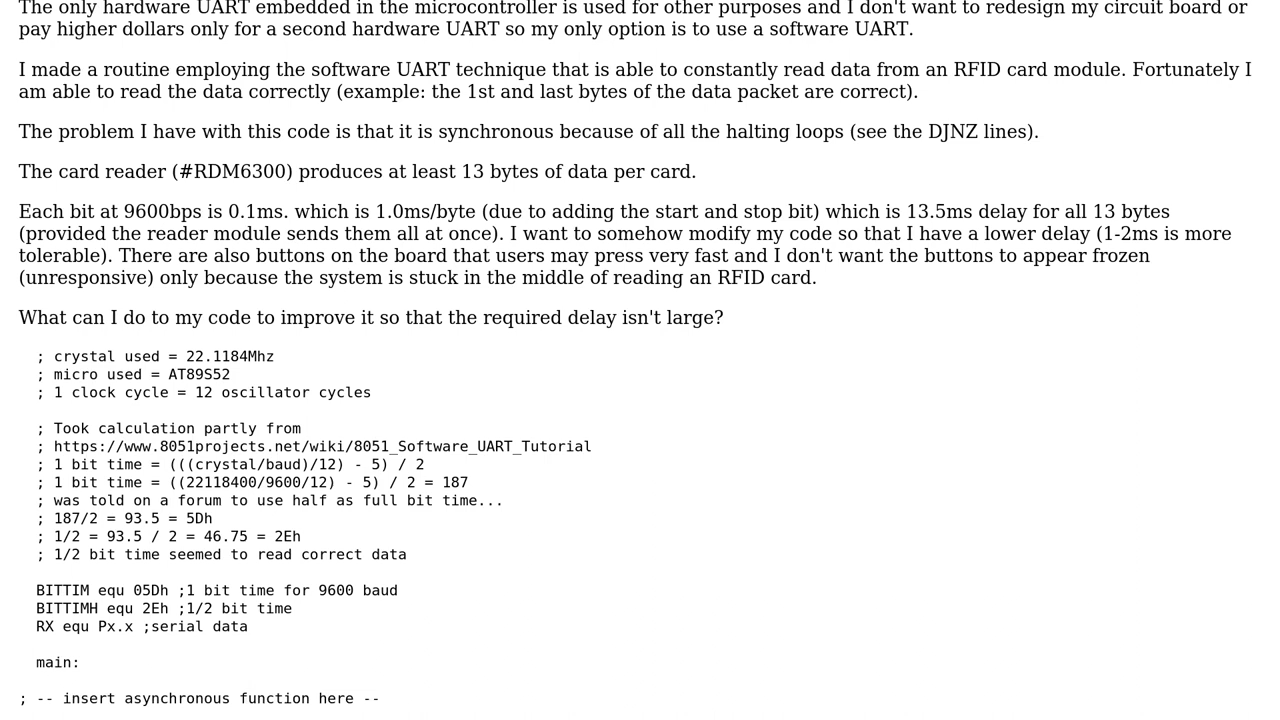 The only hardware UART embedded in the microcontroller is used for other purposes and I don't want to redesign my circuit board or
pay higher dollars only for a second hardware UART so my only option is to use a software UART.
I made a routine employing the software UART technique that is able to constantly read data from an RFID card module. Fortunately I
am able to read the data correctly (example: the 1st and last bytes of the data packet are correct).
The problem I have with this code is that it is synchronous because of all the halting loops (see the DJNZ lines).
The card reader (#RDM6300) produces at least 13 bytes of data per card.
Each bit at 9600bps is 0.1ms. which is 1.0ms/byte (due to adding the start and stop bit) which is 13.5ms delay for all 13 bytes
(provided the reader module sends them all at once). I want to somehow modify my code so that I have a lower delay (1-2ms is more
tolerable). There are also buttons on the board that users may press very fast and I don't want the buttons to appear frozen
(unresponsive) only because the system is stuck in the middle of reading an RFID card.
What can I do to my code to improve it so that the required delay isn't large?
; crystal used = 22.1184Mhz
; micro used = AT89S52
; 1 clock cycle = 12 oscillator cycles
; Took calculation partly from
; https://www.8051projects.net/wiki/8051_Software_UART_Tutorial
; 1 bit time = (((crystal/baud)/12) - 5) / 2
; 1 bit time = ((22118400/9600/12) - 5) / 2 = 187
; was told on a forum to use half as full bit time...
; 187/2 = 93.5 = 5Dh
; 1/2 = 93.5 / 2 = 46.75 = 2Eh
; 1/2 bit time seemed to read correct data
BITTIM equ 05Dh ;1 bit time for 9600 baud
BITTIMH equ 2Eh ;1/2 bit time
RX equ Px.x ;serial data
main:
; -- insert asynchronous function here --